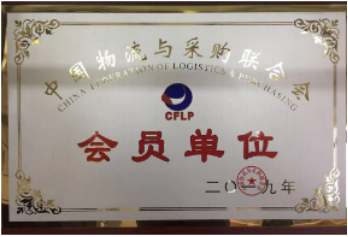 中国物流与采购联合会
CHINA FEDERATION OF LOGISTICS & PURCHASING
CFLP
会员单位
二〇一九年